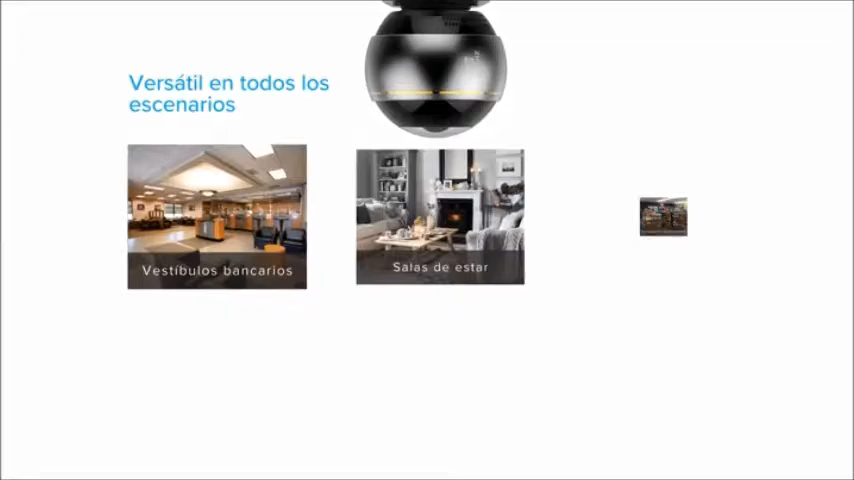 Versátil en todos los
escenarios
Vestíbulos bancarios
Salas de estar